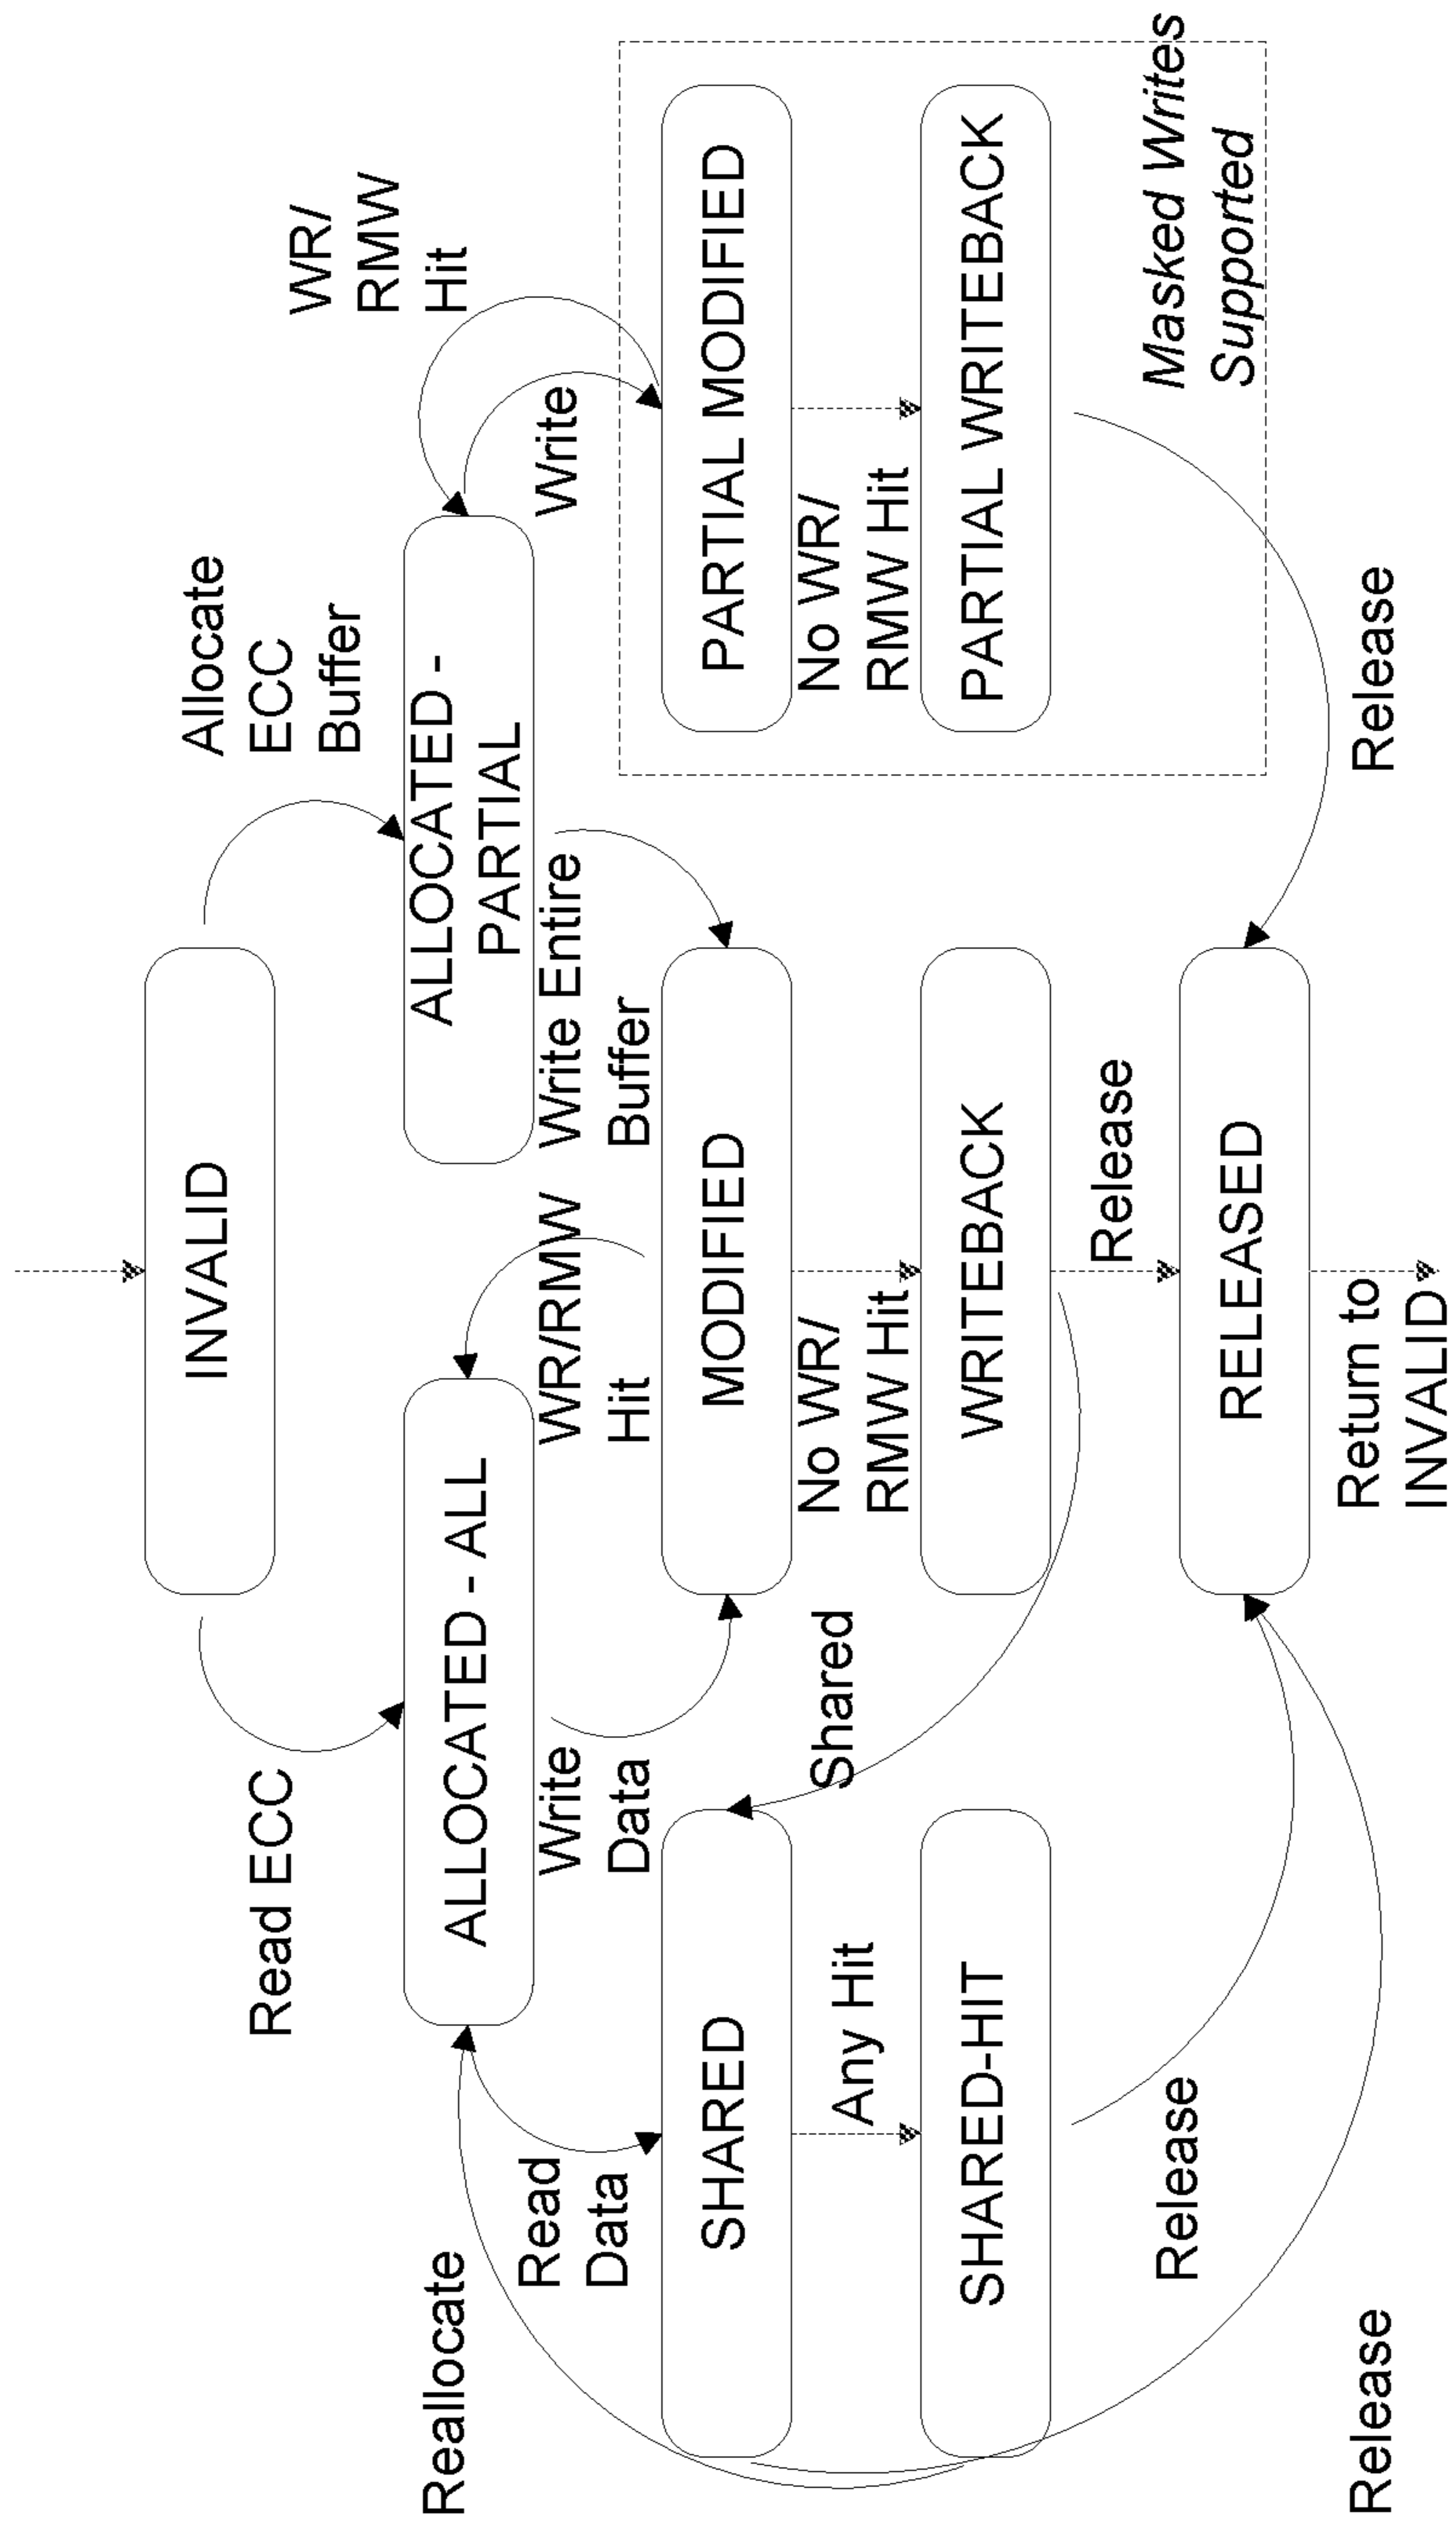 INVALID
Read ECC
Allocate
ECC
Buffer
WR/
RMW
Hit
Reallocate
ALLOCATED - ALL
ALLOCATED -
PARTIAL
Read
Data
Write
Data
WR/RMW
Hit
Write Entire
Buffer
Write
SHARED
MODIFIED
PARTIAL MODIFIED
Any Hit
Shared
No WR/
RMW Hit
No WR/
RMW Hit
SHARED-HIT
WRITEBACK
PARTIAL WRITEBACK
Release
Release
Masked Writes
Supported
RELEASED
Release
Return to
INVALID
Release